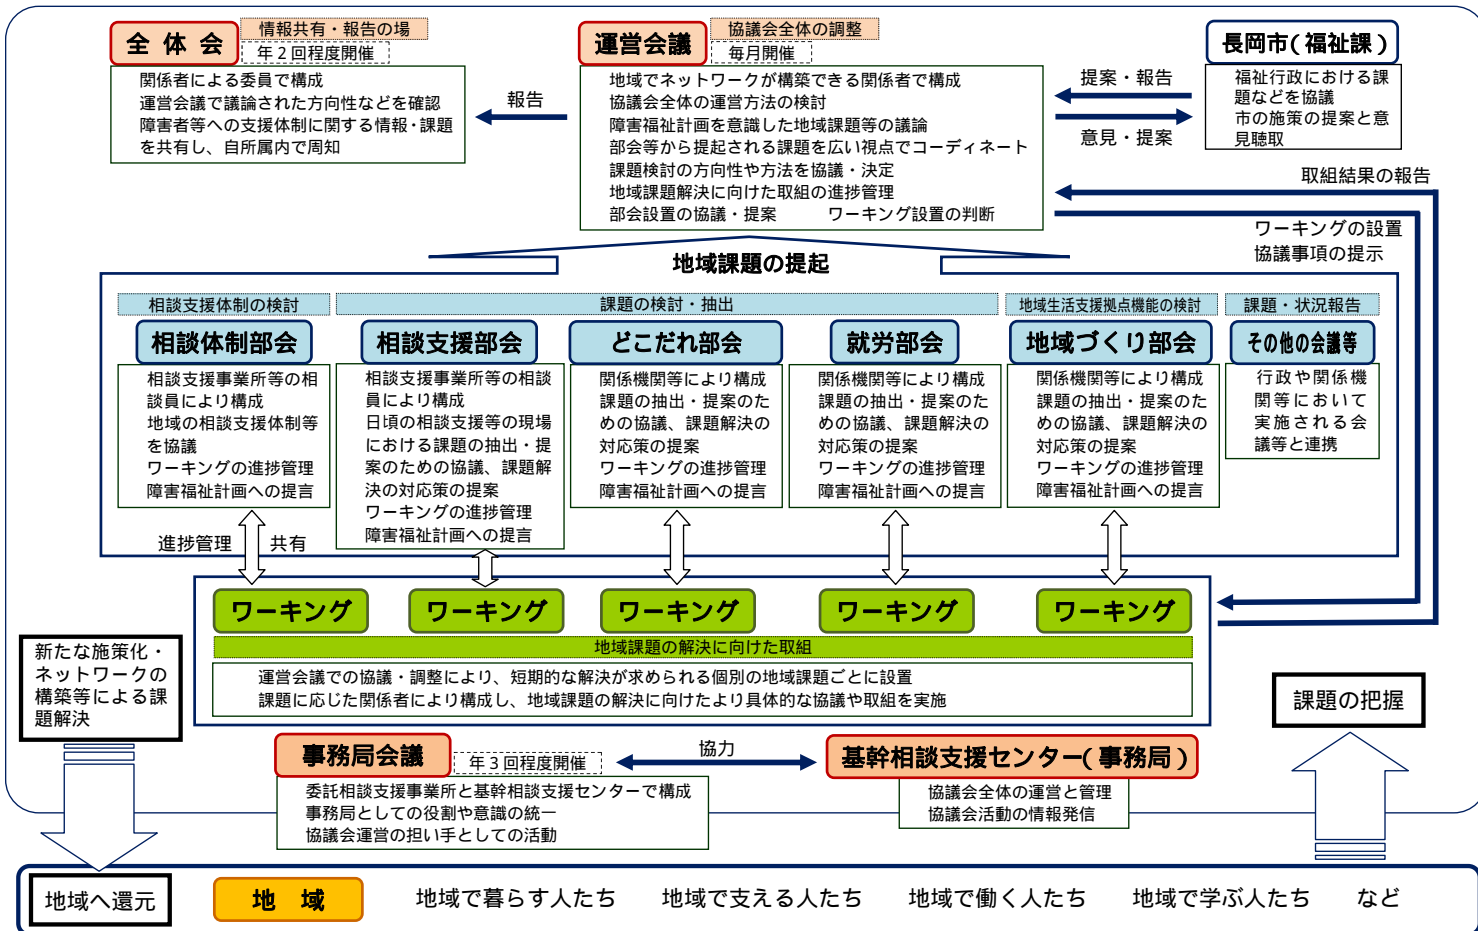 全体会
情報共有・報告の場
年2回程度開催
関係者による委員で構成
運営会議で議論された方向性などを確認
障害者等への支援体制に関する情報・課題
を共有し、自所属内で周知
報告
運営会議
協議会全体の調整
毎月開催
地域でネットワークが構築できる関係者で構成
協議会全体の運営方法の検討
障害福祉計画を意識した地域課題等の議論
部会等から提起される課題を広い視点でコーディネート
課題検討の方向性や方法を協議・決定
地域課題解決に向けた取組の進捗管理
部会設置の協議・提案 ワーキング設置の判断
提案・報告
意見・提案
長岡市(福祉課)
福祉行政における課
題などを協議
市の施策の提案と意
見聴取
取組結果の報告
ワーキングの設置
協議事項の提示
地域課題の提起
相談支援体制の検討
課題の検討・抽出
地域生活支援拠点機能の検討
課題・状況報告
相談体制部会
相談支援事業所等の相
談員により構成
地域の相談支援体制等
を協議
ワーキングの進捗管理
障害福祉計画への提言
相談支援部会
相談支援事業所等の相談
員により構成
日頃の相談支援等の現場
における課題の抽出・提
案のための協議、課題解
決の対応策の提案
ワーキングの進捗管理
障害福祉計画への提言
どこだれ部会
関係機関等により構成
課題の抽出・提案のた
めの協議、課題解決の
対応策の提案
ワーキングの進捗管理
障害福祉計画への提言
就労部会
関係機関等により構成
課題の抽出・提案のた
めの協議、課題解決の
対応策の提案
ワーキングの進捗管理
障害福祉計画への提言
地域づくり部会
関係機関等により構成
課題の抽出・提案のた
めの協議、課題解決の
対応策の提案
ワーキングの進捗管理
障害福祉計画への提言
その他の会議等
行政や関係機
関等において
実施される会
議等と連携
進捗管理 共有
ワーキング
ワーキング
ワーキング
ワーキング
ワーキング
地域課題の解決に向けた取組
運営会議での協議・調整により、短期的な解決が求められる個別の地域課題ごとに設置
課題に応じた関係者により構成し、地域課題の解決に向けたより具体的な協議や取組を実施
新たな施策化・
ネットワークの
構築等による課
題解決
課題の把握
事務局会議
年3回程度開催
委託相談支援事業所と基幹相談支援センターで構成
事務局としての役割や意識の統一
協議会運営の担い手としての活動
協力
基幹相談支援センター(事務局)
協議会全体の運営と管理
協議会活動の情報発信
地域へ還元
地域
地域で暮らす人たち 地域で支える人たち 地域で働く人たち 地域で学ぶ人たち など